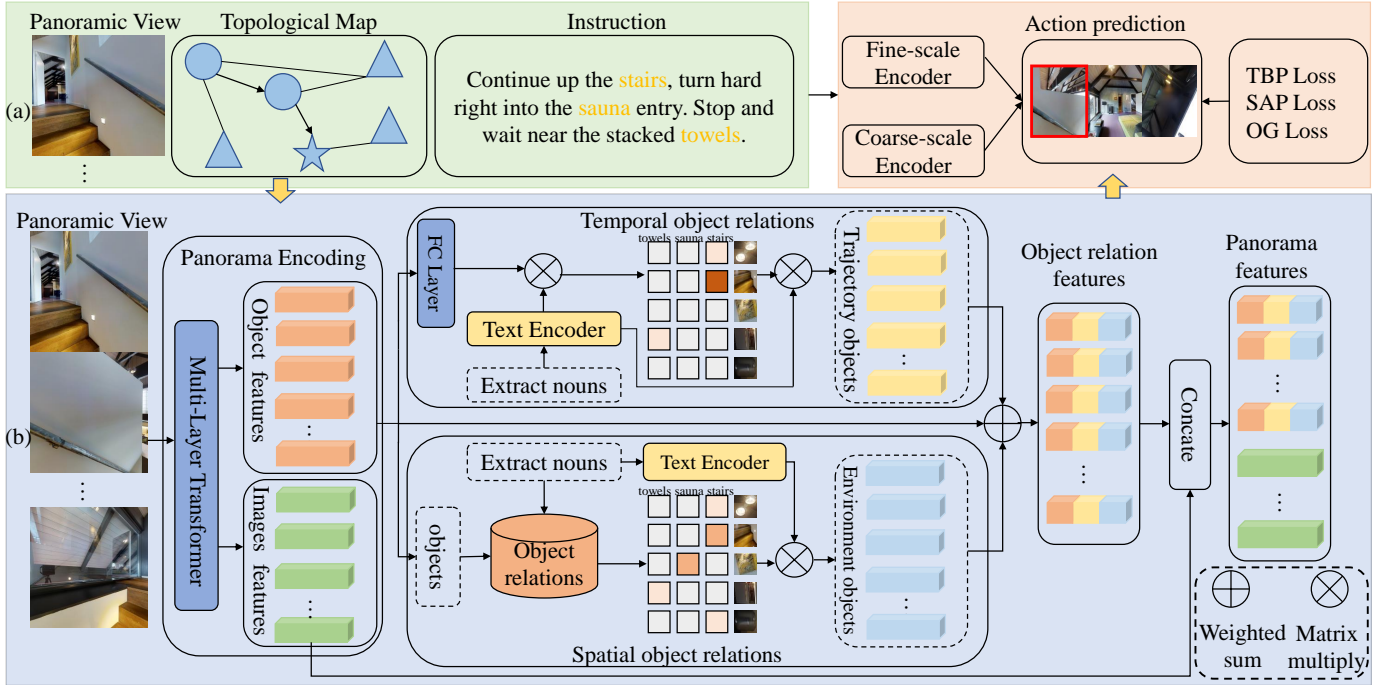 Panoramic View
Topological Map
Instruction
Action prediction
(a)
Continue up the stairs, turn hard
right into the sauna entry. Stop and
wait near the stacked towels.
Fine-scale
Encoder
Coarse-scale
Encoder
TBP Loss
SAP Loss
OG Loss
(b)
Panoramic View
Panorama Encoding
Multi-Layer Transformer
Object features
Images features
Temporal object relations
FC Layer
towels sauna stairs
Text Encoder
Extract nouns
Trajectory objects
Extract nouns
Text Encoder
objects
Object
relations
towels sauna stairs
Environment objects
Spatial object relations
Object relation
features
Concate
Panorama
features
Weighted
sum
Matrix
multiply